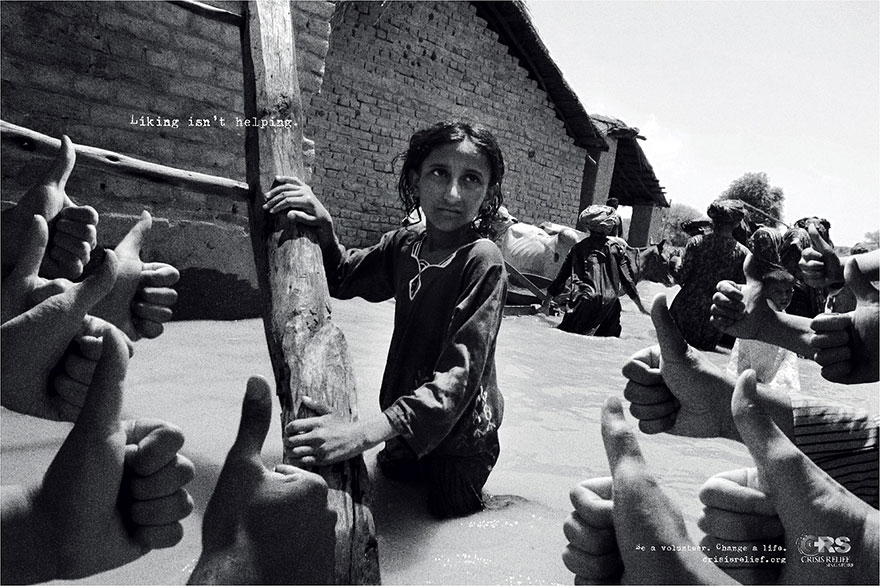 Liking isn't helping.
Be a volunteer. Change a life.
crisisrelief.org
CRS
CRISIS RELIEF
SINGAPORE